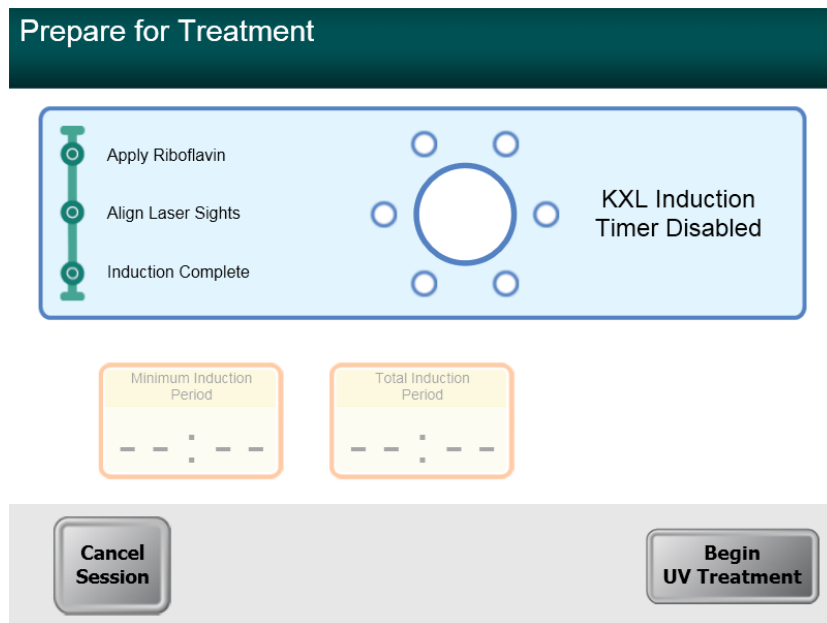 Prepare for Treatment
Apply Riboflavin
Align Laser Sights
Induction Complete
KXL Induction
Timer Disabled
Minimum Induction
Period
--:--
Total Induction
Period
--:--
Cancel
Session
Begin
UV Treatment